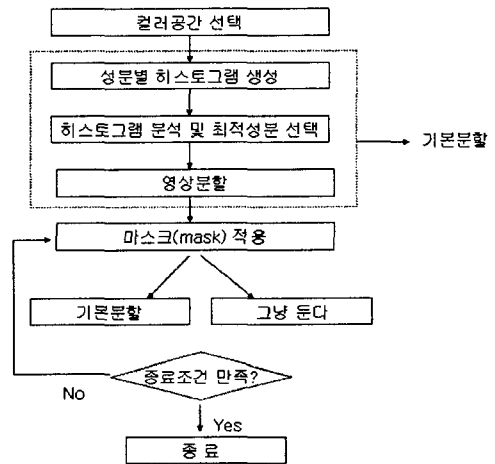 컬러공간 선택
성분별 히스토그램 생성
히스토그램 분석 및 최적성분 선택
기본분할
영상분할
마스크(mask) 적용
기본분할
그냥 둔다
종료조건 만족?
No
Yes
종 료